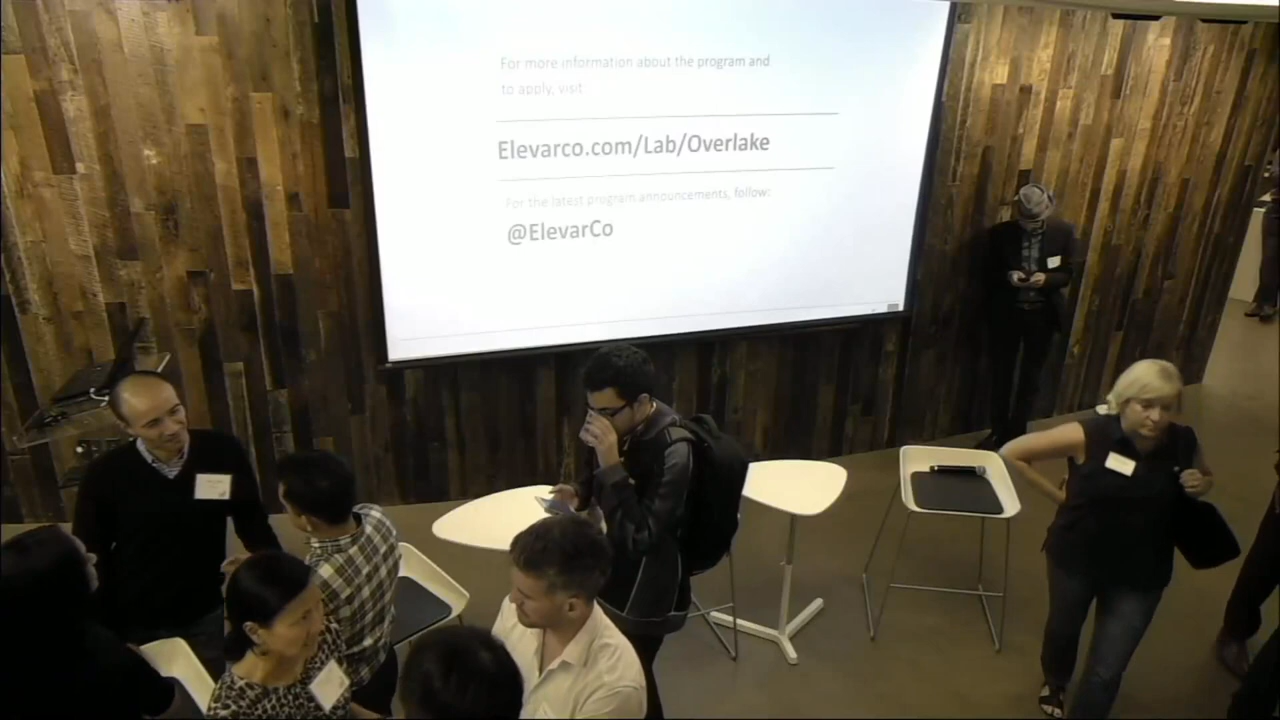 For more information about the program and
to apply, visit
Elevarco.com/Lab/Overlake
For the latest program announcements, follow:
@ElevarCo